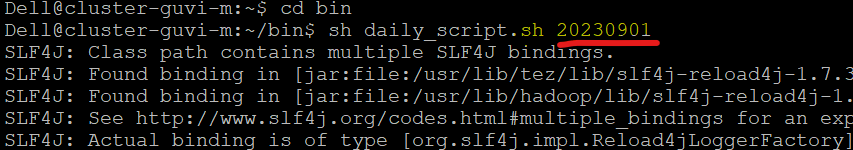 Dell@cluster-guvi-m:~$ cd bin
Dell@cluster-guvi-m:~/bin$ sh daily_script.sh 20230901
SLF4J: Class path contains multiple SLF4J bindings.
SLF4J: Found binding in [jar:file:/usr/lib/tez/lib/slf4j-reload4j-1.7.3
SLF4J: Found binding in [jar:file:/usr/lib/hadoop/lib/slf4j-reload4j-1.
SLF4J: See http://www.slf4j.org/codes.html#multiple_bindings for an exp
SLF4J: Actual binding is of type [org.slf4j.impl.Reload4jLoggerFactory]